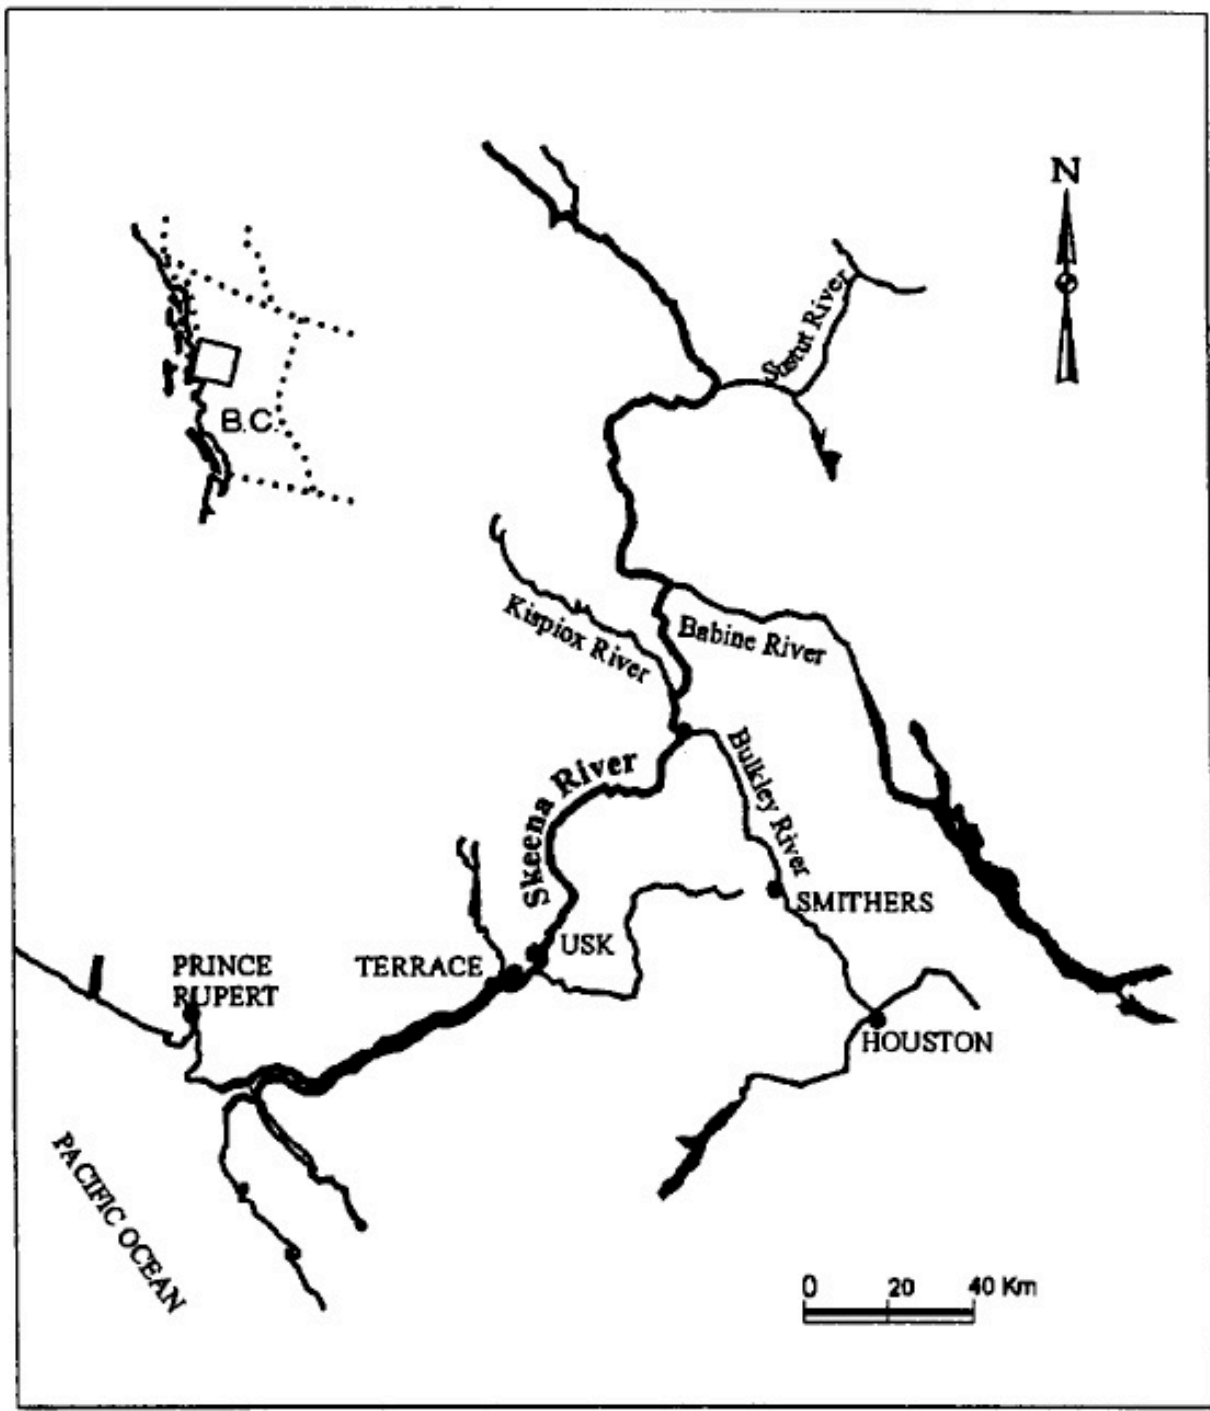 N
Sustut River
B.C.
Kispiox River
Babine River
Skeena River
Bulkley River
SMITHERS
USK
TERRACE
PRINCE
RUPERT
HOUSTON
PACIFIC OCEAN
0 20 40 Km